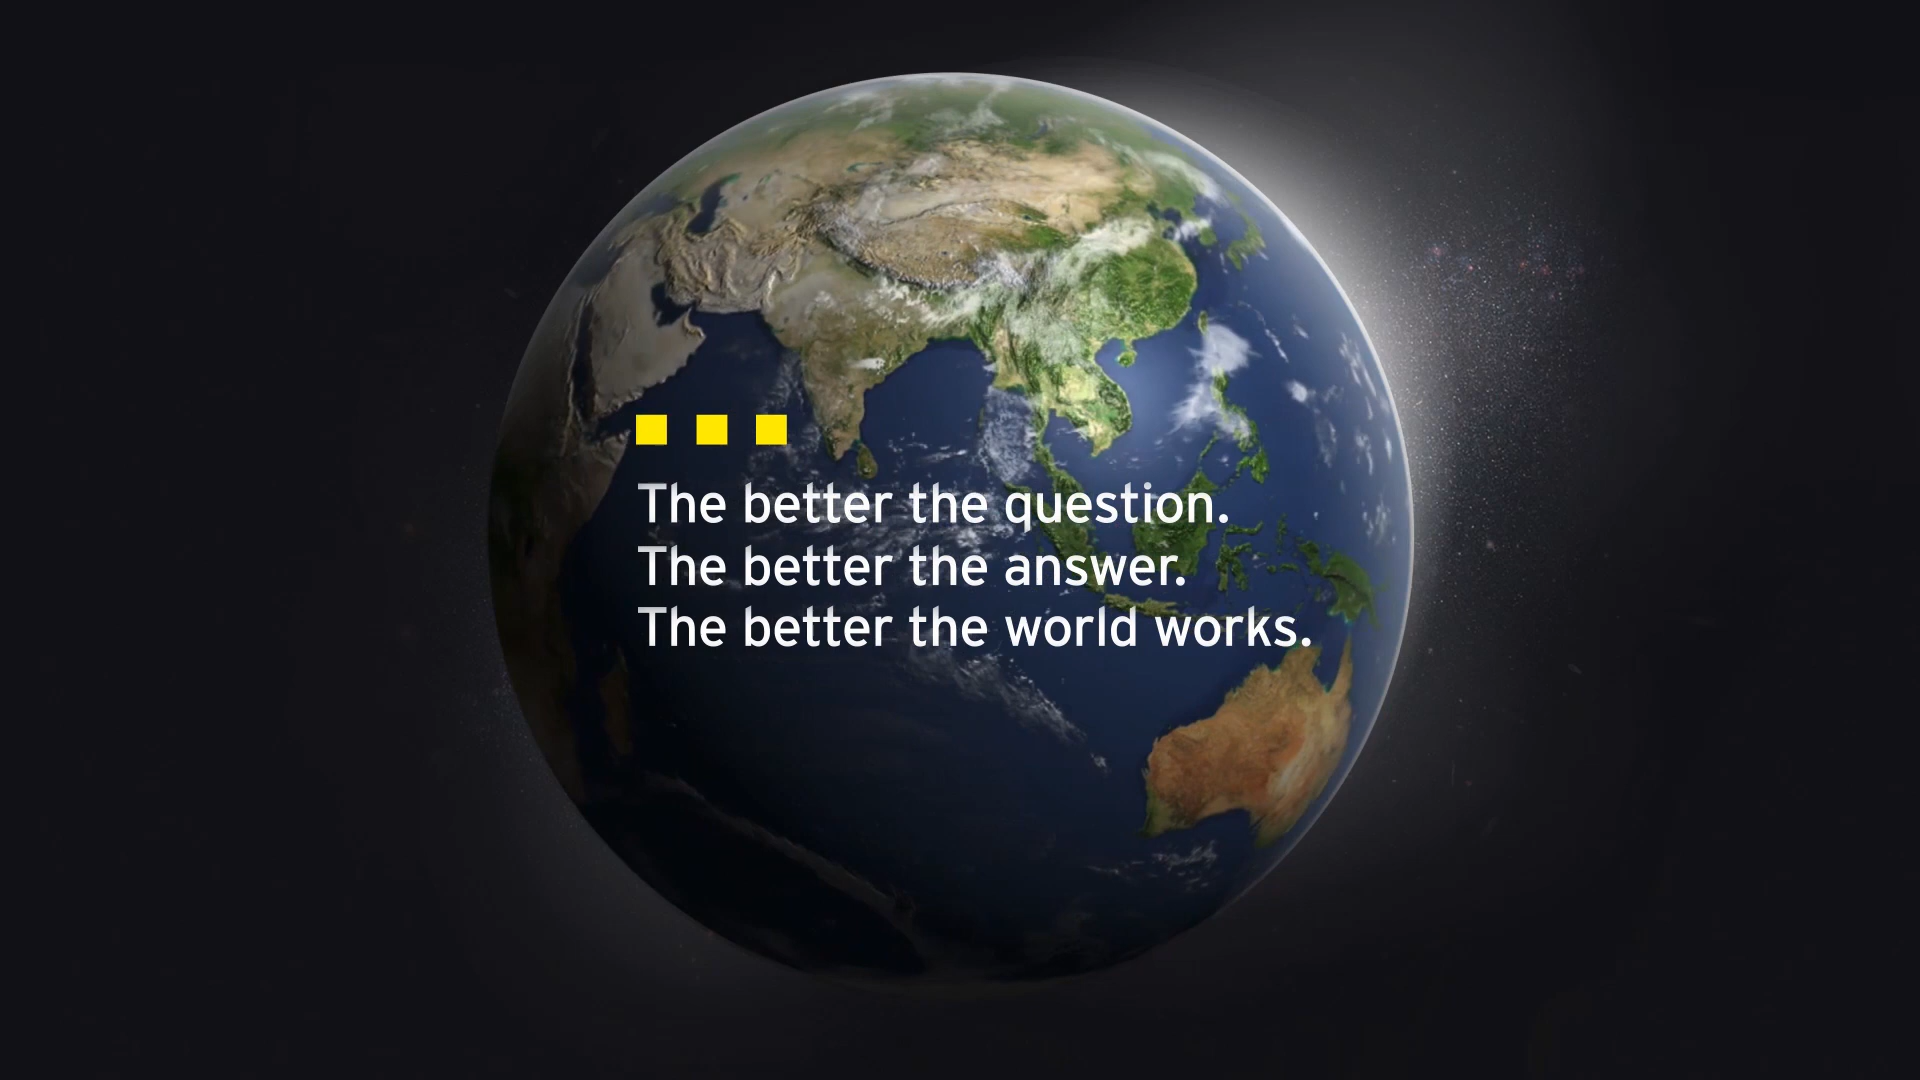 The better the question.
The better the answer.
The better the world works.